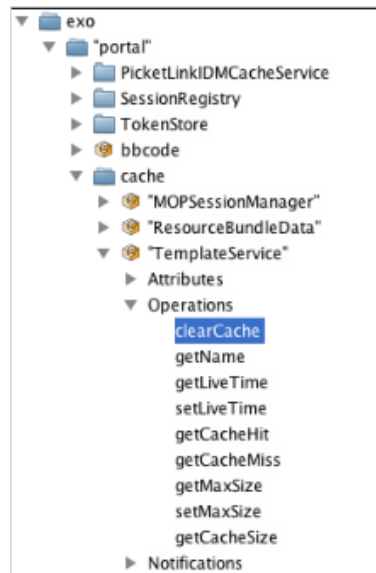 exo
"portal"
PicketLinkIDMCacheService
SessionRegistry
TokenStore
bbcode
cache
"MOPSessionManager"
"ResourceBundleData"
"TemplateService"
Attributes
Operations
clearCache
getName
getLiveTime
setLiveTime
getCacheHit
getCacheMiss
getMaxSize
setMaxSize
getCacheSize
Notifications